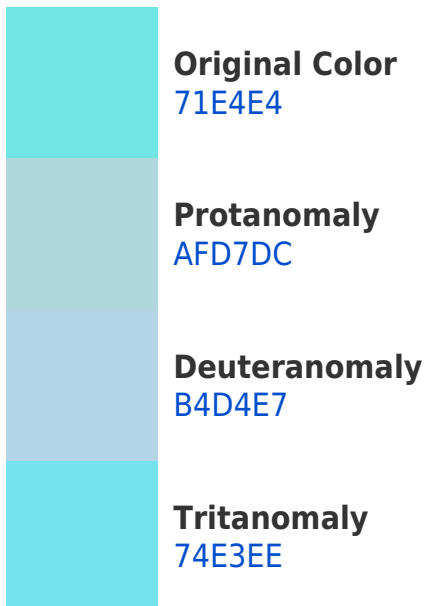 Original Color
71E4E4
Protanomaly
AFD7DC
Deuteranomaly
B4D4E7
Tritanomaly
74E3EE